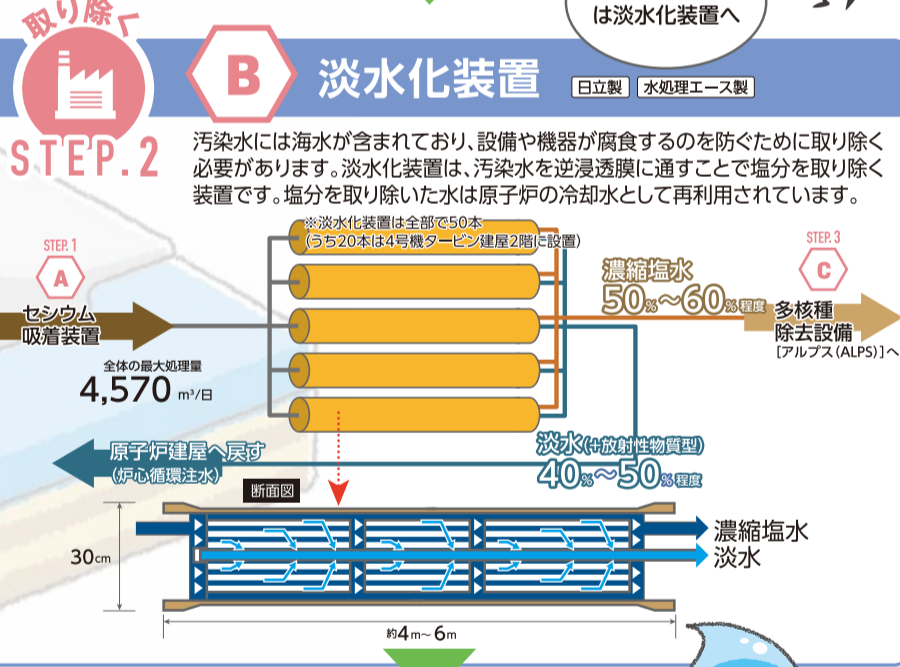 は淡水化装置へ
取り除く
STEP.2
B
淡水化装置
日立製
水処理エース製
汚染水には海水が含まれており、設備や機器が腐食するのを防ぐために取り除く
必要があります。淡水化装置は、汚染水を逆浸透膜に通すことで塩分を取り除く
装置です。塩分を取り除いた水は原子炉の冷却水として再利用されています。
※淡水化装置は全部で50本
(うち20本は4号機タービン建屋2階に設置)
STEP.1
A
セシウム
吸着装置
全体の最大処理量
4,570 m³/日
濃縮塩水
50%〜60%程度
STEP.3
C
多核種
除去設備
[アルプス(ALPS)]へ
原子炉建屋へ戻す
(炉心循環注水)
淡水(+放射性物質型)
40%〜50%程度
断面図
30cm
濃縮塩水
淡水
約4m〜6m